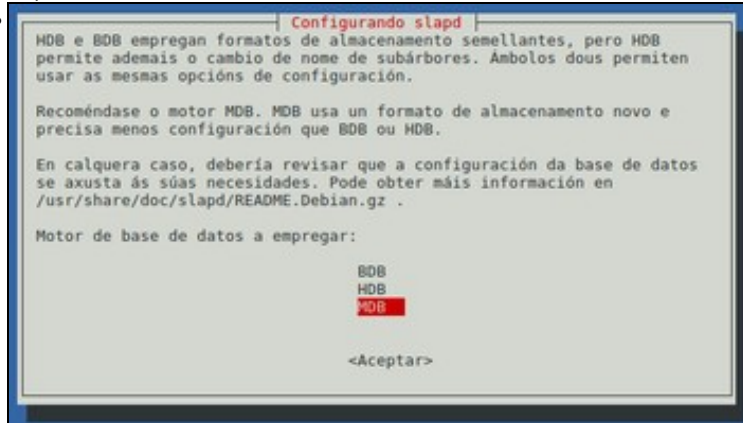 Configurando slapd
HDB e BDB empregan formatos de almacenamento semellantes, pero HDB
permite ademais o cambio de nome de subárbores. Ámbolos dous permiten
usar as mesmas opcións de configuración.
Recoméndase o motor MDB. MDB usa un formato de almacenamento novo e
precisa menos configuración que BDB ou HDB.
En calquera caso, debería revisar que a configuración da base de datos
se axusta ás súas necesidades. Pode obter máis información en
/usr/share/doc/slapd/README.Debian.gz .
Motor de base de datos a empregar:
BDB
HDB
MDB
<Aceptar>